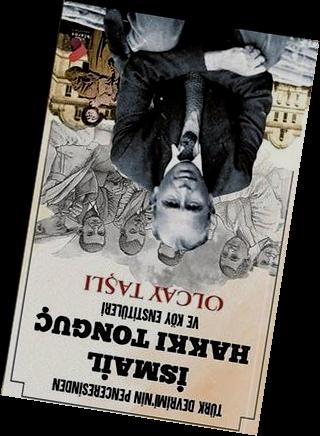 TÜRK DEVRİMİ'NİN PENCERESİNDEN
İSMAİL
HAKKI TONGUÇ
VE KÖY ENSTİTÜLERİ
OLCAY TAŞLI